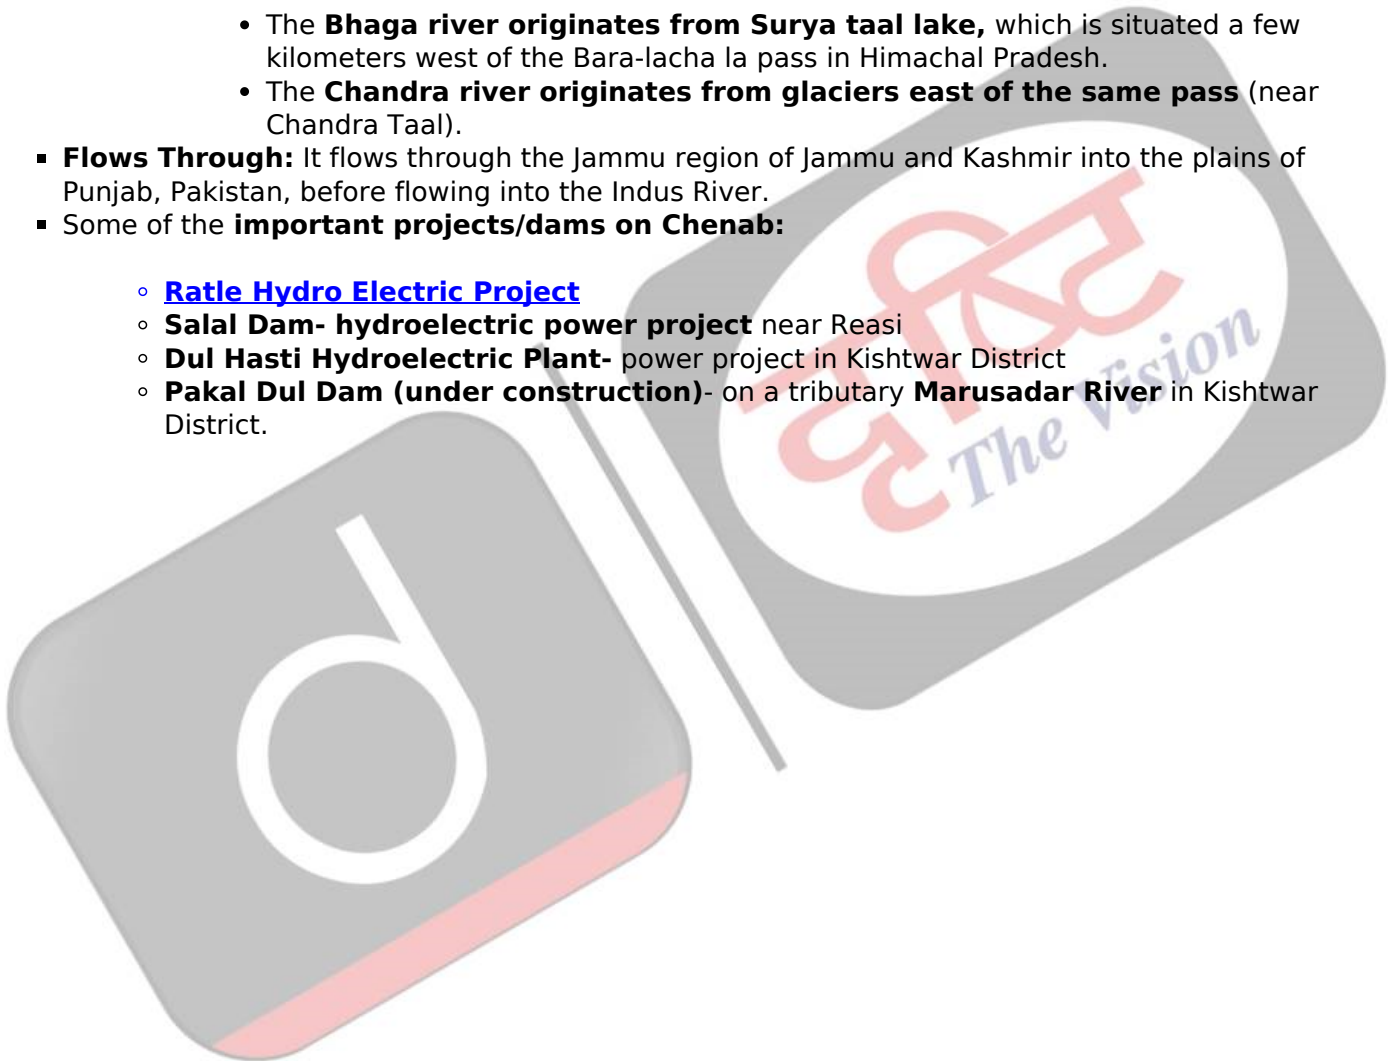 The Bhaga river originates from Surya taal lake, which is situated a few
kilometers west of the Bara-lacha la pass in Himachal Pradesh.
The Chandra river originates from glaciers east of the same pass (near
Chandra Taal).
Flows Through: It flows through the Jammu region of Jammu and Kashmir into the plains of
Punjab, Pakistan, before flowing into the Indus River.
Some of the important projects/dams on Chenab:
Ratle Hydro Electric Project
Salal Dam- hydroelectric power project near Reasi
Dul Hasti Hydroelectric Plant- power project in Kishtwar District
Pakal Dul Dam (under construction)- on a tributary Marusadar River in Kishtwar
District.
दृष्टि
The Vision
d